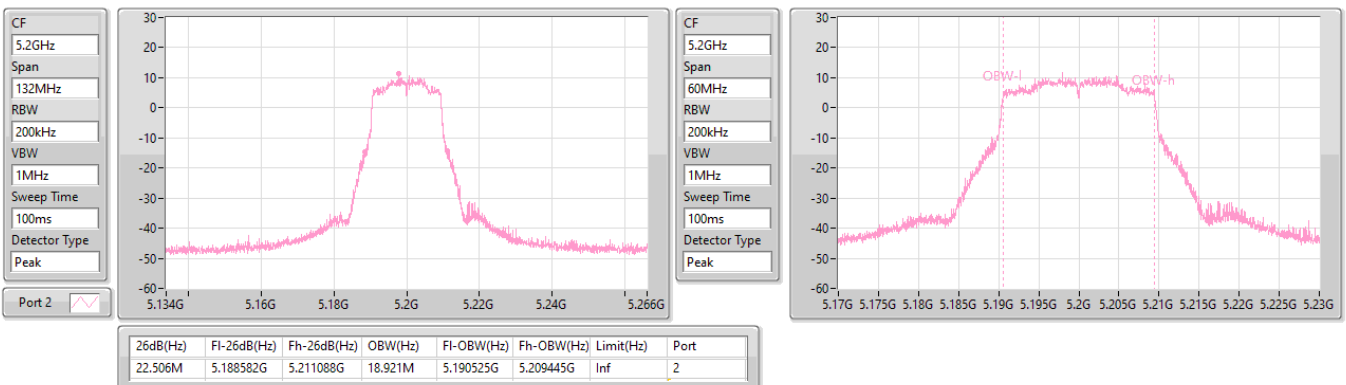 CF
5.2GHz
Span
132MHz
RBW
200kHz
VBW
1MHz
Sweep Time
100ms
Detector Type
Peak
Port 2
30
20
10
0
-10
-20
-30
-40
-50
-60
5.134G 5.16G 5.18G 5.2G 5.22G 5.24G 5.266G
CF
5.2GHz
Span
60MHz
RBW
200kHz
VBW
1MHz
Sweep Time
100ms
Detector Type
Peak
30
20
10
0
-10
-20
-30
-40
-50
-60
OBW-l OBW-h
5.17G 5.175G 5.18G 5.185G 5.19G 5.195G 5.2G 5.205G 5.21G 5.215G 5.22G 5.225G 5.23G
26dB(Hz) Fl-26dB(Hz) Fh-26dB(Hz) OBW(Hz) Fl-OBW(Hz) Fh-OBW(Hz) Limit(Hz) Port
22.506M 5.188582G 5.211088G 18.921M 5.190525G 5.209445G Inf 2